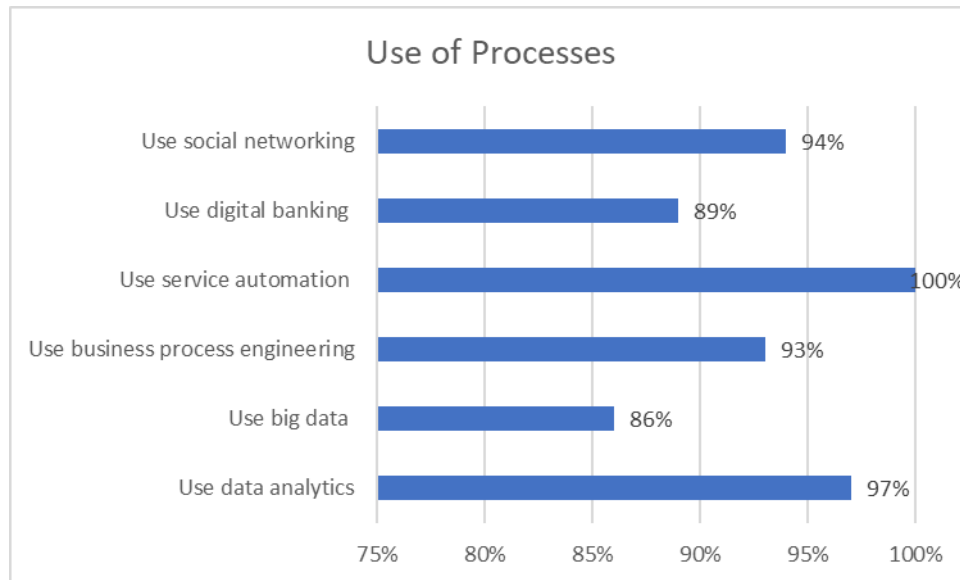 Use of Processes
Use social networking
94%
Use digital banking
89%
Use service automation
100%
Use business process engineering
93%
Use big data
86%
Use data analytics
97%
75% 80% 85% 90% 95% 100%